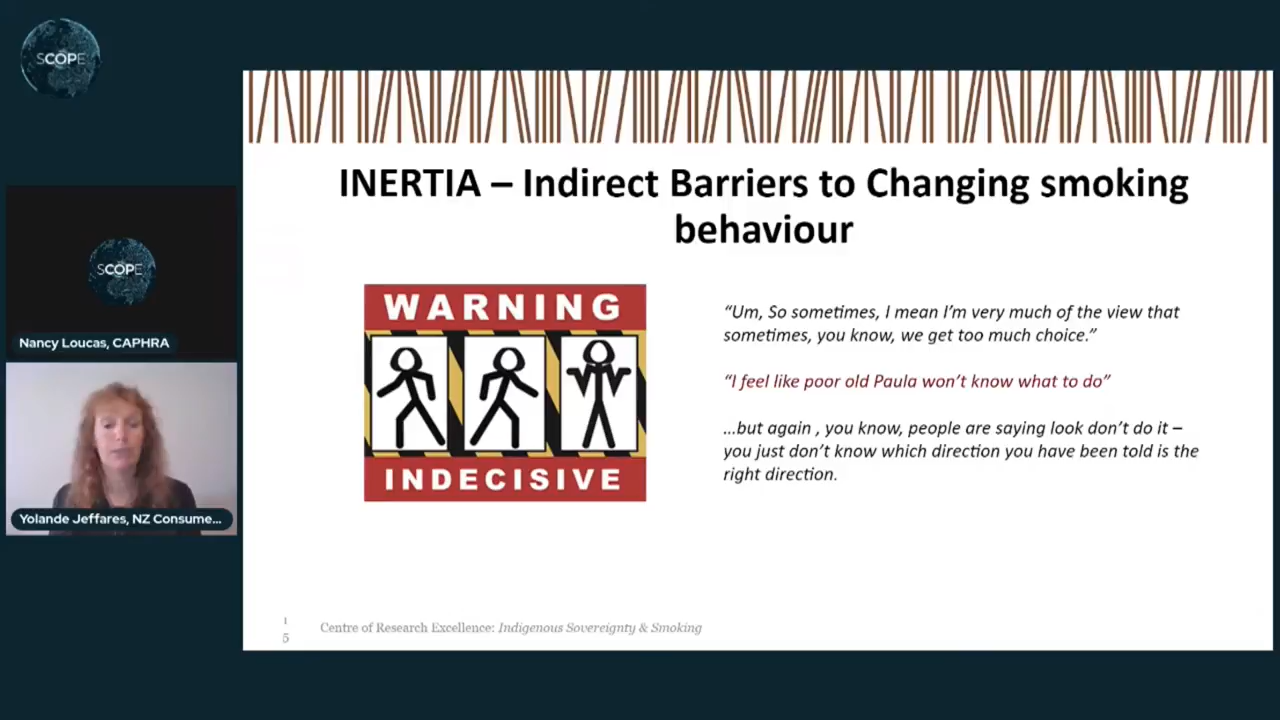 SCOPE
INERTIA – Indirect Barriers to Changing smoking
behaviour
WARNING
INDECISIVE
“Um, So sometimes, I mean I’m very much of the view that
sometimes, you know, we get too much choice.”
“I feel like poor old Paula won’t know what to do”
…but again , you know, people are saying look don’t do it –
you just don’t know which direction you have been told is the
right direction.
SCOPE
Nancy Loucas, CAPHRA
Yolande Jeffares, NZ Consume...
1
5
Centre of Research Excellence: Indigenous Sovereignty & Smoking